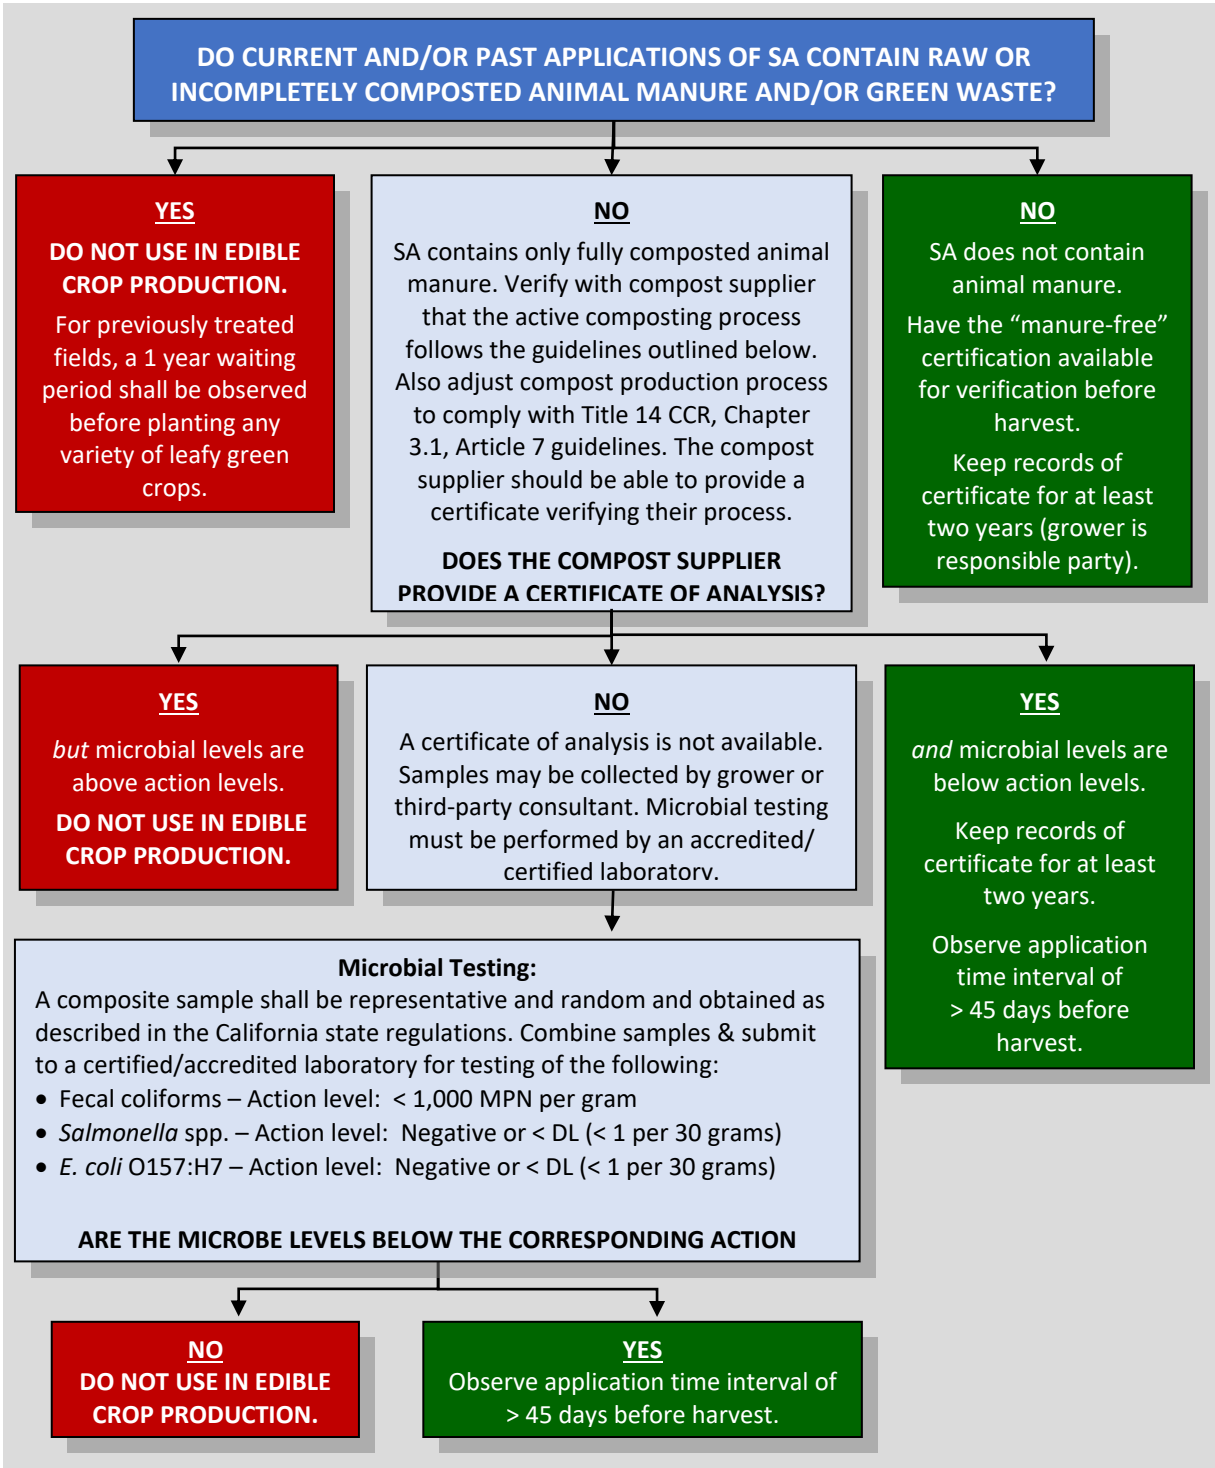 DO CURRENT AND/OR PAST APPLICATIONS OF SA CONTAIN RAW OR
INCOMPLETELY COMPOSTED ANIMAL MANURE AND/OR GREEN WASTE?
YES
DO NOT USE IN EDIBLE
CROP PRODUCTION.
For previously treated
fields, a 1 year waiting
period shall be observed
before planting any
variety of leafy green
crops.
NO
SA contains only fully composted animal
manure. Verify with compost supplier
that the active composting process
follows the guidelines outlined below.
Also adjust compost production process
to comply with Title 14 CCR, Chapter
3.1, Article 7 guidelines. The compost
supplier should be able to provide a
certificate verifying their process.
DOES THE COMPOST SUPPLIER
PROVIDE A CERTIFICATE OF ANALYSIS?
NO
SA does not contain
animal manure.
Have the “manure-free”
certification available
for verification before
harvest.
Keep records of
certificate for at least
two years (grower is
responsible party).
YES
but microbial levels are
above action levels.
DO NOT USE IN EDIBLE
CROP PRODUCTION.
NO
A certificate of analysis is not available.
Samples may be collected by grower or
third-party consultant. Microbial testing
must be performed by an accredited/
certified laboratory.
YES
and microbial levels are
below action levels.
Keep records of
certificate for at least
two years.
Observe application
time interval of
> 45 days before
harvest.
Microbial Testing:
A composite sample shall be representative and random and obtained as
described in the California state regulations. Combine samples & submit
to a certified/accredited laboratory for testing of the following:
• Fecal coliforms – Action level: < 1,000 MPN per gram
• Salmonella spp. – Action level: Negative or < DL (< 1 per 30 grams)
• E. coli O157:H7 – Action level: Negative or < DL (< 1 per 30 grams)
ARE THE MICROBE LEVELS BELOW THE CORRESPONDING ACTION
NO
DO NOT USE IN EDIBLE
CROP PRODUCTION.
YES
Observe application time interval of
> 45 days before harvest.